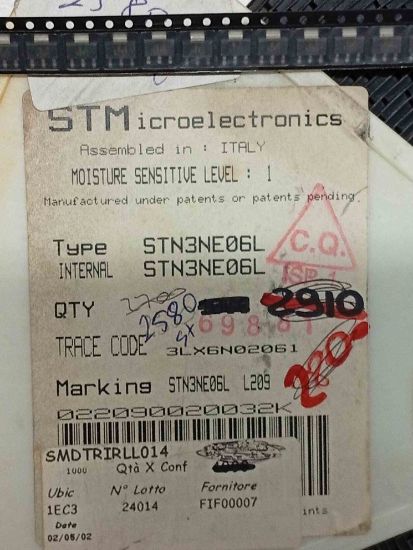 STMicroelectronics
Assembled in : ITALY
MOISTURE SENSITIVE LEVEL : 1
Manufactured under patents or patents pending.
C.Q.
Type STN3NE06L
INTERNAL STN3NE06L
QTY 2580 2910
69881
TRACE CODE 3LX6N02061
Marking STN3NE06L L209
022090020032K
SMDTRIRLL014
1000 Qtà X Conf
Ubic N° Lotto Fornitore
1EC3 24014 FIF00007
Date
02/05/02
ints